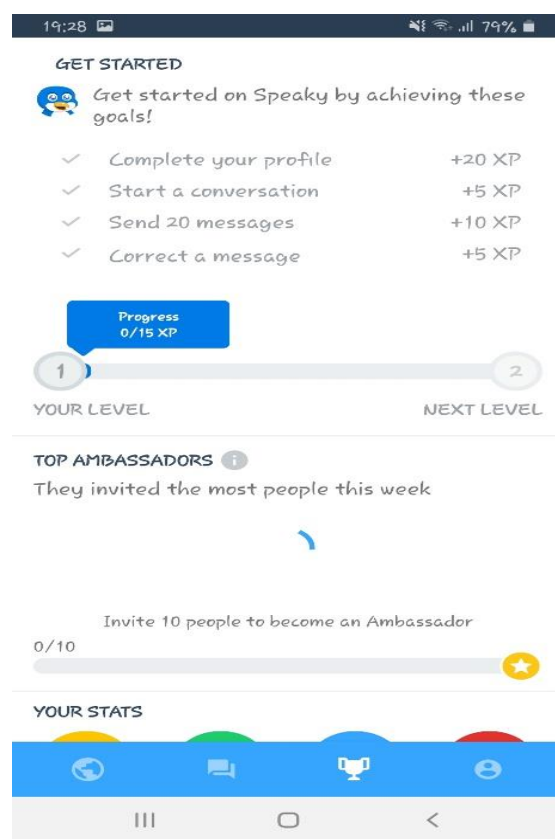 19:28 79%
GET STARTED
Get started on Speaky by achieving these
goals!
Complete your profile +20 XP
Start a conversation +5 XP
Send 20 messages +10 XP
Correct a message +5 XP
Progress
0/15 XP
1 2
YOUR LEVEL NEXT LEVEL
TOP AMBASSADORS i
They invited the most people this week
Invite 10 people to become an Ambassador
0/10
YOUR STATS